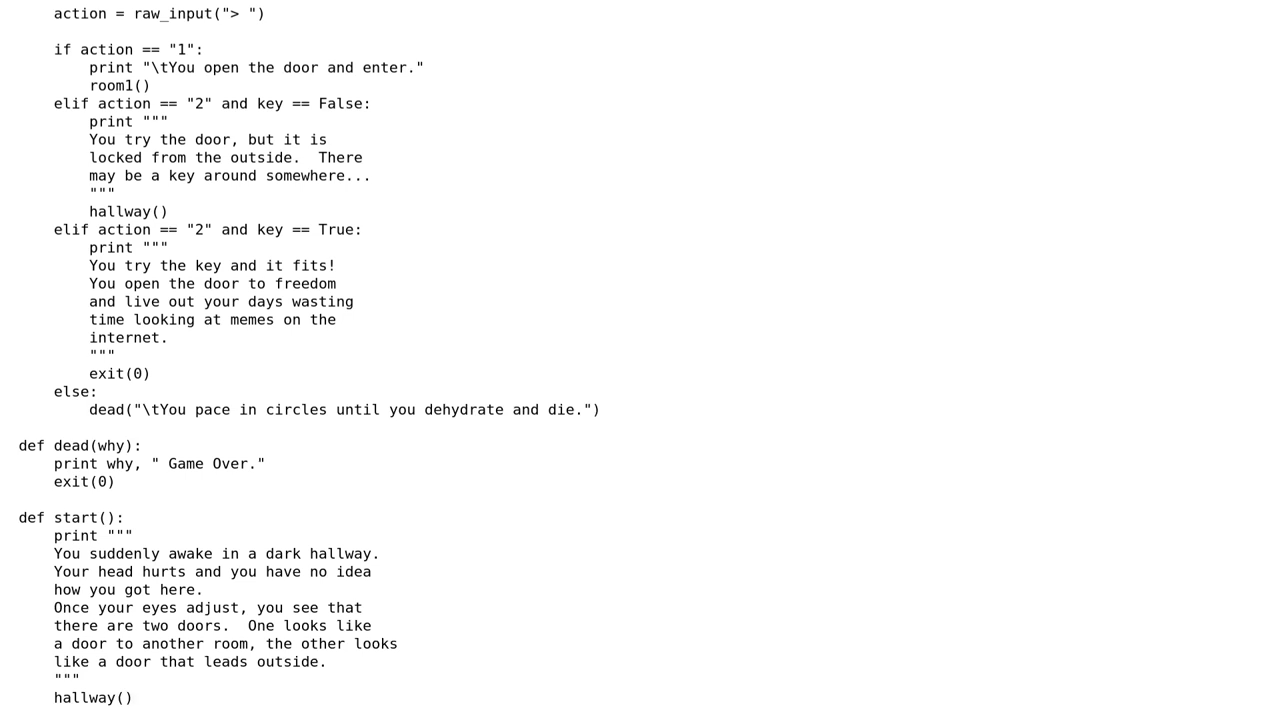 action = raw_input("> ")

    if action == "1":
        print "\tYou open the door and enter."
        room1()
    elif action == "2" and key == False:
        print """
        You try the door, but it is
        locked from the outside.  There
        may be a key around somewhere...
        """
        hallway()
    elif action == "2" and key == True:
        print """
        You try the key and it fits!
        You open the door to freedom
        and live out your days wasting
        time looking at memes on the
        internet.
        """
        exit(0)
    else:
        dead("\tYou pace in circles until you dehydrate and die.")

def dead(why):
    print why, " Game Over."
    exit(0)

def start():
    print """
    You suddenly awake in a dark hallway.
    Your head hurts and you have no idea
    how you got here.
    Once your eyes adjust, you see that
    there are two doors.  One looks like
    a door to another room, the other looks
    like a door that leads outside.
    """
    hallway()